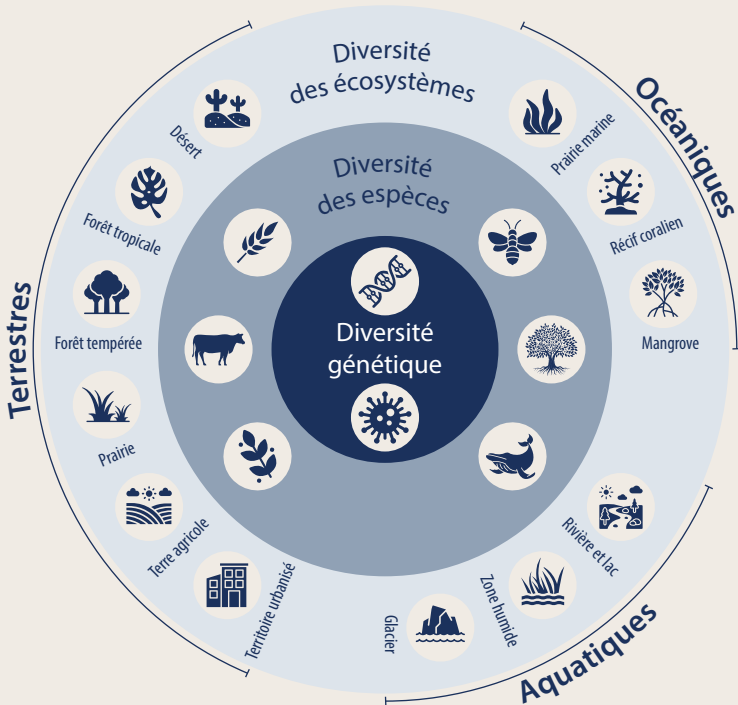 Diversité
des écosystèmes
Diversité
des espèces
Diversité
génétique
Terrestres
Désert
Forêt tropicale
Forêt tempérée
Prairie
Terre agricole
Territoire urbanisé
Océaniques
Prairie marine
Récif coralien
Mangrove
Aquatiques
Rivière et lac
Zone humide
Glacier